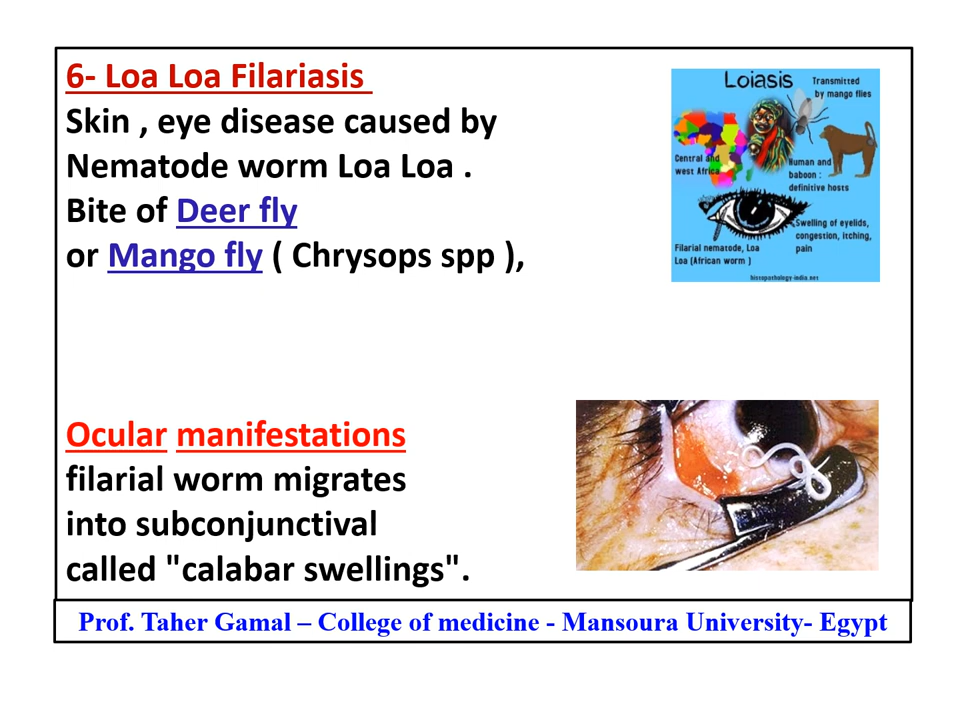 6- Loa Loa Filariasis
Skin , eye disease caused by
Nematode worm Loa Loa .
Bite of Deer fly
or Mango fly ( Chrysops spp ),
Loiasis
Transmitted
by mango flies
Central and
west Africa
Human and
baboon :
definitive hosts
Swelling of eyelids,
congestion, itching,
pain
Filarial nematode, Loa
Loa (African worm )
histopathology-india.net
Ocular manifestations
filarial worm migrates
into subconjunctival
called "calabar swellings".
Prof. Taher Gamal – College of medicine - Mansoura University- Egypt